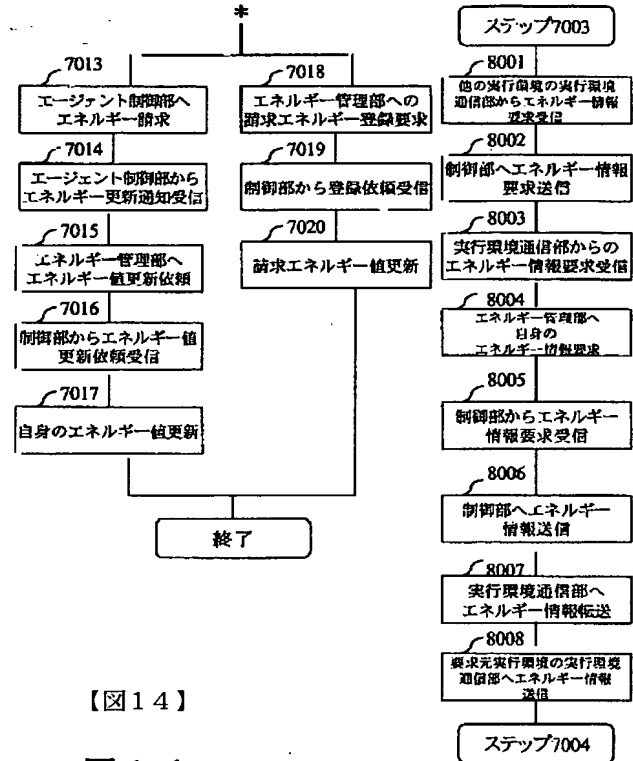 *
7013
エージェント制御部へ
エネルギー請求
7014
エージェント制御部から
エネルギー更新通知受信
7015
エネルギー管理部へ
エネルギー値更新依頼
7016
制御部からエネルギー値
更新依頼受信
7017
自身のエネルギー値更新
7018
エネルギー管理部への
請求エネルギー登録要求
7019
制御部から登録依頼受信
7020
請求エネルギー値更新
終了
【図14】
ステップ7003
8001
他の実行環境の実行環境
通信部からエネルギー情報
要求受信
8002
制御部へエネルギー情報
要求送信
8003
実行環境通信部からの
エネルギー情報要求受信
8004
エネルギー管理部へ
自身の
エネルギー情報要求
8005
制御部からエネルギー
情報要求受信
8006
制御部へエネルギー
情報送信
8007
実行環境通信部へ
エネルギー情報転送
8008
要求元実行環境の実行環境
通信部へエネルギー情報
送信
ステップ7004